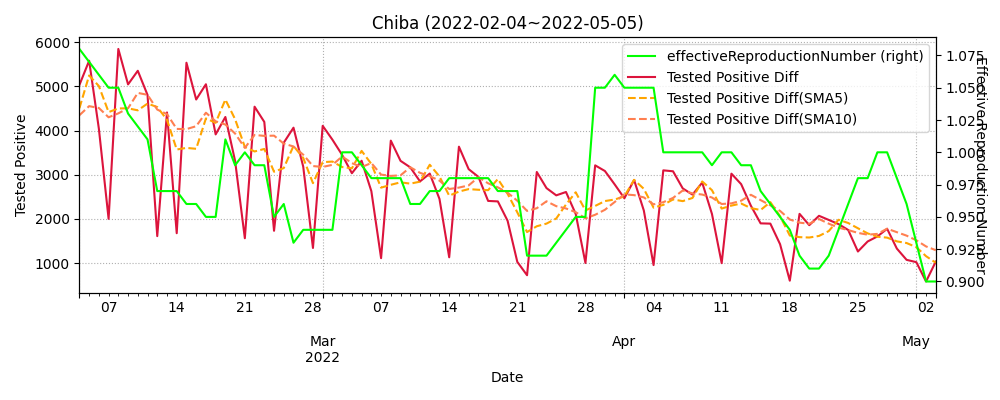 Chiba (2022-02-04~2022-05-05)
effectiveReproductionNumber (right)
Tested Positive Diff
Tested Positive Diff(SMA5)
Tested Positive Diff(SMA10)
Tested Positive
6000
5000
4000
3000
2000
1000
1.075
1.050
1.025
1.000
0.975
0.950
0.925
0.900
Effective Reproduction Number
07 14 21 28 07 14 21 28 04 11 18 25 02
Mar Apr May
2022
Date